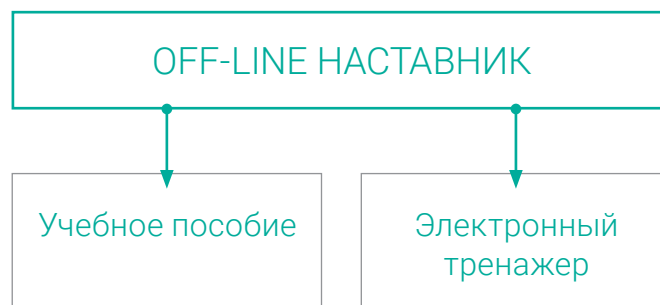 OFF-LINE НАСТАВНИК
Учебное пособие
Электронный
тренажер